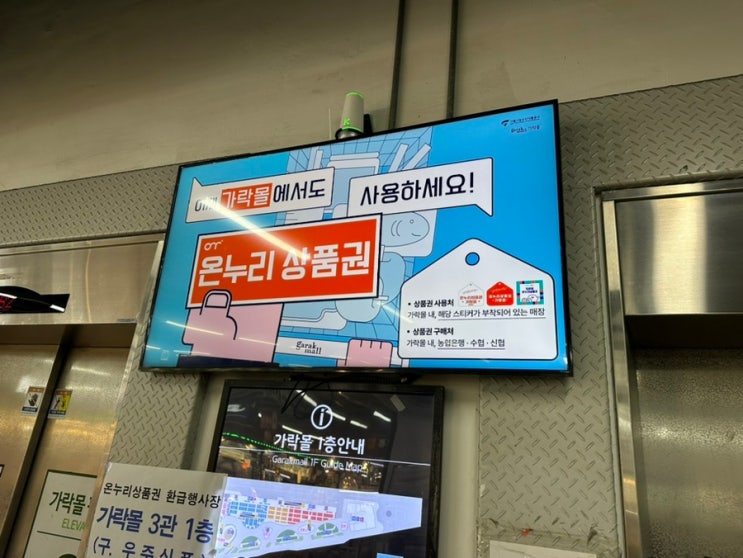 이제 가락몰에서도
사용하세요!
온누리 상품권
• 상품권 사용처
가락몰 내, 해당 스티커가 부착되어 있는 매장
• 상품권 구매처
가락몰 내, 농협은행 · 수협 · 신협
garak
mall
i
가락몰 1층안내
Garakmall 1F Guide Map
온누리상품권 환급행사장
가락몰 3관 1층
가락몰
ELEVA